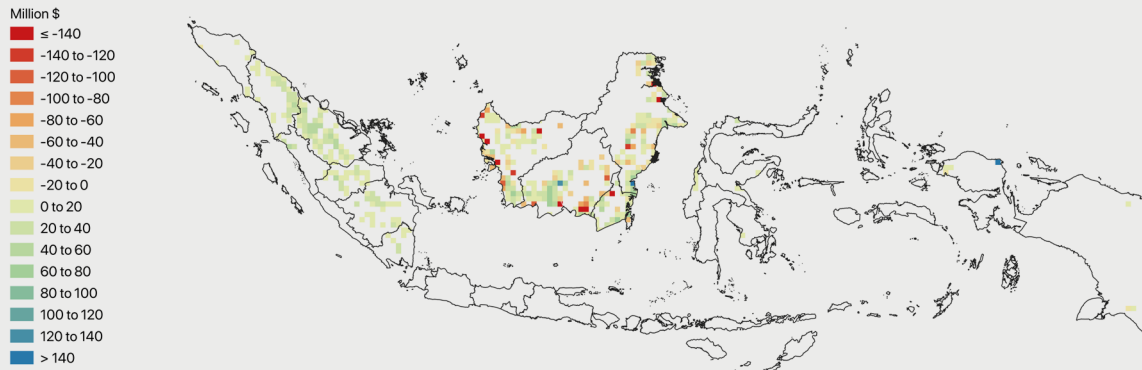 Million $
≤ -140
-140 to -120
-120 to -100
-100 to -80
-80 to -60
-60 to -40
-40 to -20
-20 to 0
0 to 20
20 to 40
40 to 60
60 to 80
80 to 100
100 to 120
120 to 140
> 140